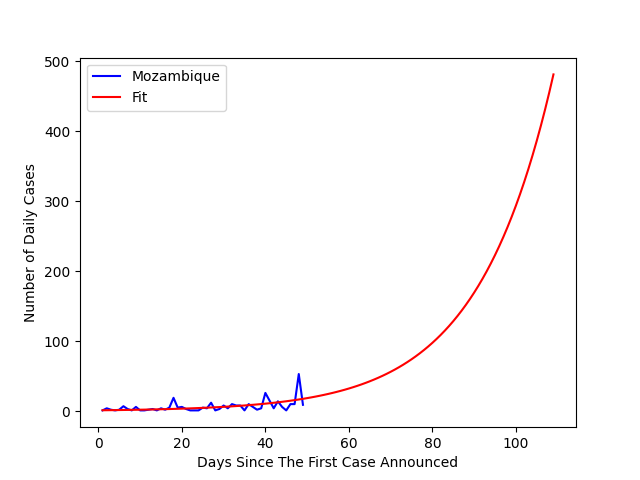 Mozambique
Fit
500
400
300
200
100
0
Number of Daily Cases
0 20 40 60 80 100
Days Since The First Case Announced